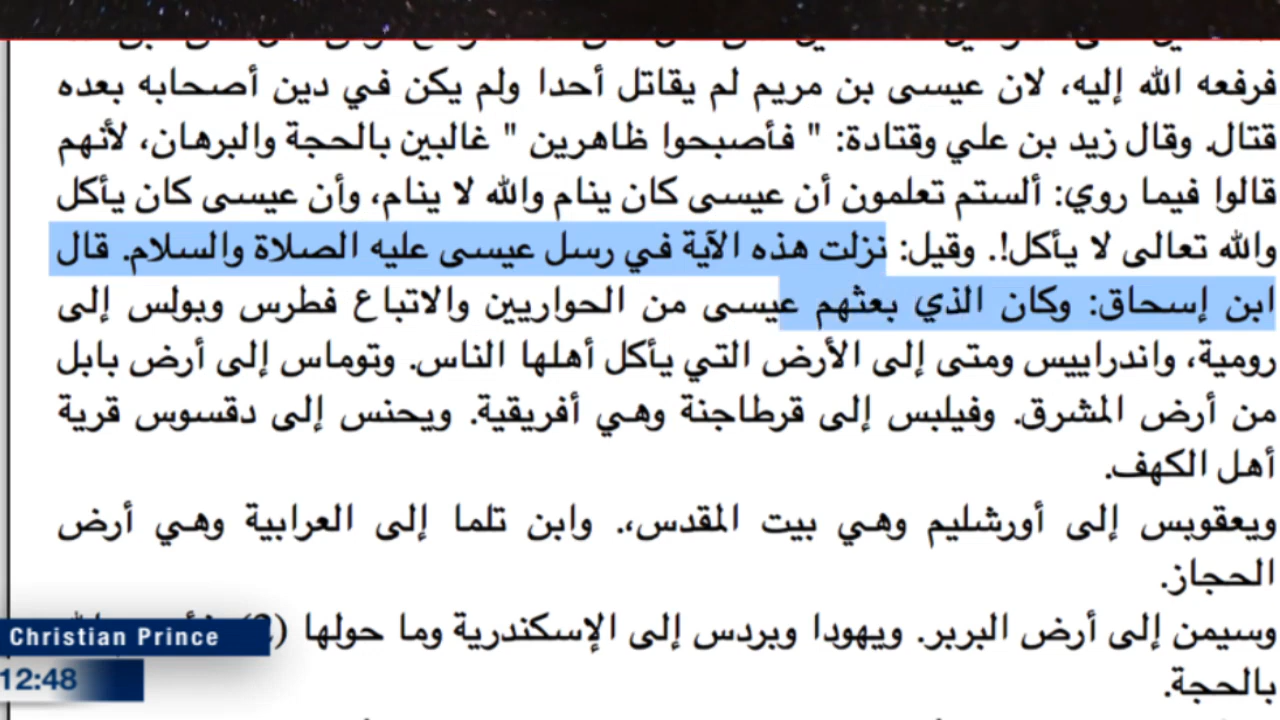 فرفعه الله إليه، لان عيسى بن مريم لم يقاتل أحدا ولم يكن في دين أصحابه بعده
قتال. وقال زيد بن علي وقتادة: " فأصبحوا ظاهرين " غالبين بالحجة والبرهان، لأنهم
قالوا فيما روي: ألستم تعلمون أن عيسى كان ينام والله لا ينام، وأن عيسى كان يأكل
والله تعالى لا يأكل!. وقيل: نزلت هذه الآية في رسل عيسى عليه الصلاة والسلام. قال
ابن إسحاق: وكان الذي بعثهم عيسى من الحواريين والاتباع فطرس وبولس إلى
رومية، واندراييس ومتى إلى الأرض التي يأكل أهلها الناس. وتوماس إلى أرض بابل
من أرض المشرق. وفيلبس إلى قرطاجنة وهي أفريقية. ويحنس إلى دقسوس قرية
أهل الكهف.
ويعقوبس إلى أورشليم وهي بيت المقدس،. وابن تلما إلى العرابية وهي أرض
الحجاز.
وسيمن إلى أرض البربر. ويهودا وبردس إلى الإسكندرية وما حولها
بالحجة.
Christian Prince
12:48